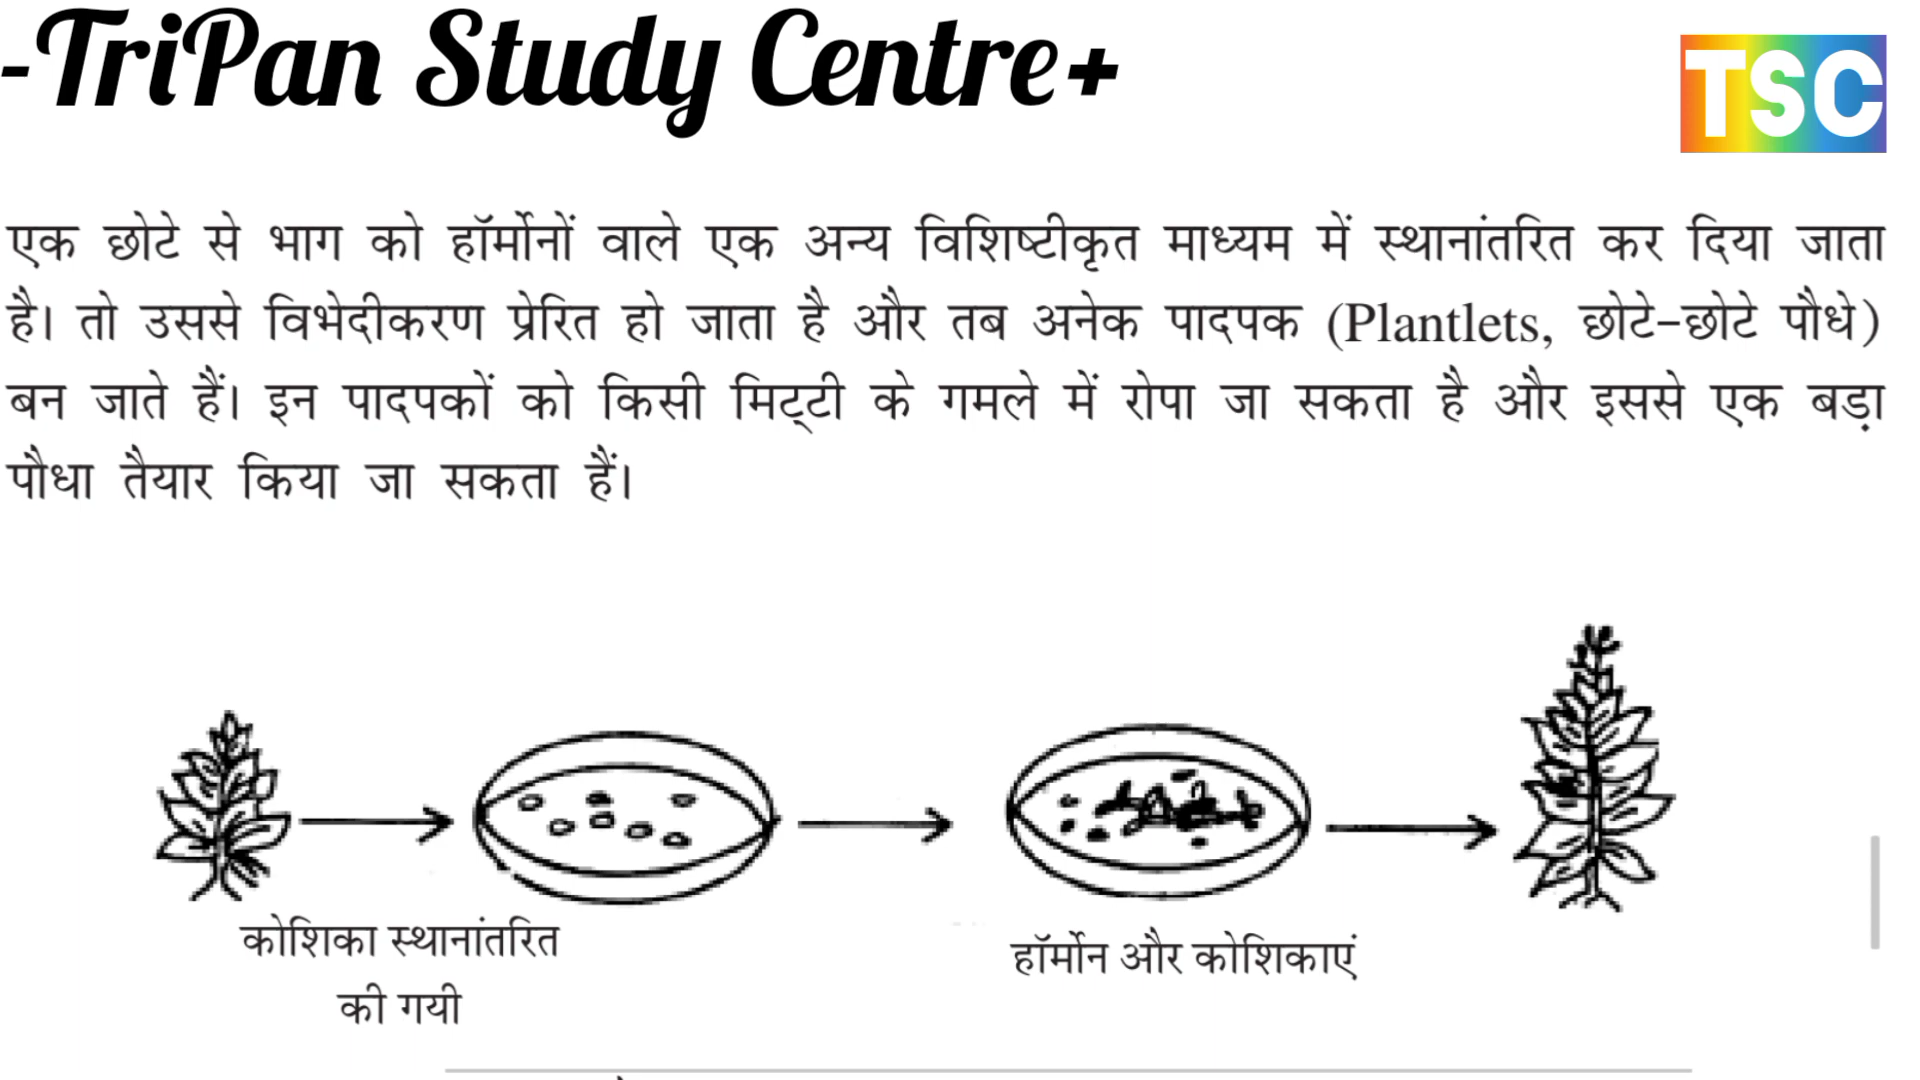 -TriPan Study Centre+
TSC
एक छोटे से भाग को हॉर्मोनों वाले एक अन्य विशिष्टीकृत माध्यम में स्थानांतरित कर दिया जाता
है। तो उससे विभेदीकरण प्रेरित हो जाता है और तब अनेक पादपक (Plantlets, छोटे-छोटे पौधे)
बन जाते हैं। इन पादपकों को किसी मिट्टी के गमले में रोपा जा सकता है और इससे एक बड़ा
पौधा तैयार किया जा सकता हैं।
कोशिका स्थानांतरित
की गयी
हॉर्मोन और कोशिकाएं